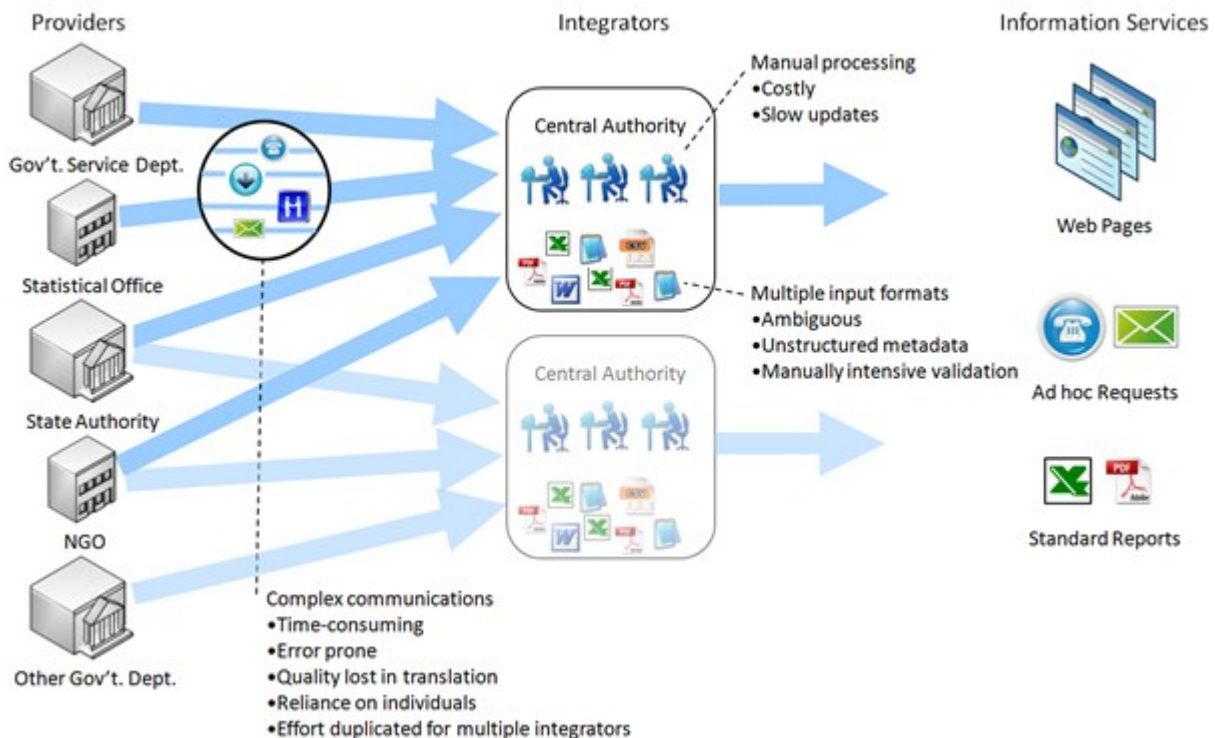 Providers
Integrators
Information Services
Gov't. Service Dept.
Statistical Office
State Authority
NGO
Other Gov't. Dept.
Central Authority
Manual processing
•Costly
•Slow updates
Multiple input formats
•Ambiguous
•Unstructured metadata
•Manually intensive validation
Central Authority
Complex communications
•Time-consuming
•Error prone
•Quality lost in translation
•Reliance on individuals
•Effort duplicated for multiple integrators
Web Pages
Ad hoc Requests
Standard Reports